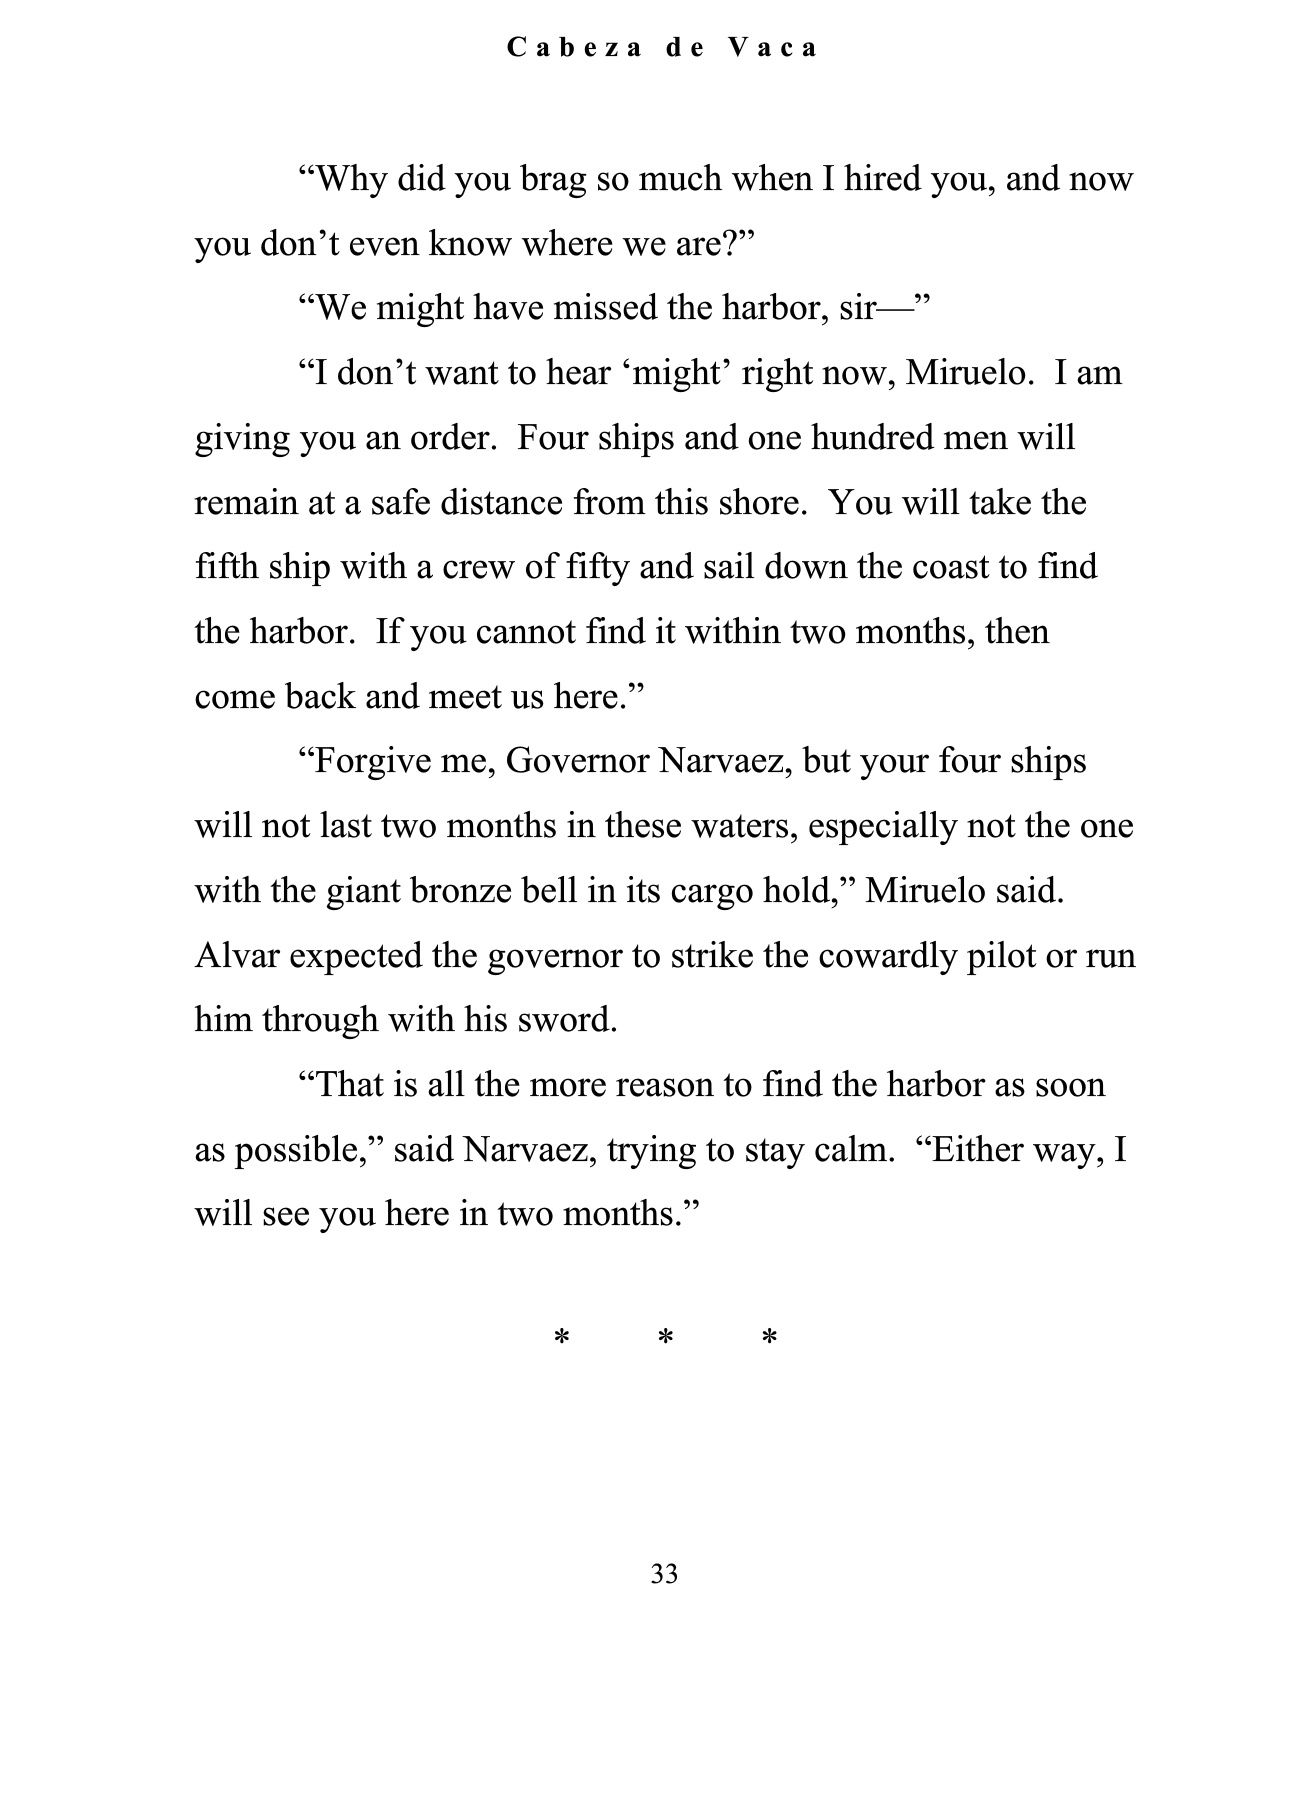 Cabeza de Vaca
“Why did you brag so much when I hired you, and now
you don’t even know where we are?”
“We might have missed the harbor, sir—”
“I don’t want to hear ‘might’ right now, Miruelo.  I am
giving you an order.  Four ships and one hundred men will
remain at a safe distance from this shore.  You will take the
fifth ship with a crew of fifty and sail down the coast to find
the harbor.  If you cannot find it within two months, then
come back and meet us here.”
“Forgive me, Governor Narvaez, but your four ships
will not last two months in these waters, especially not the one
with the giant bronze bell in its cargo hold,” Miruelo said.
Alvar expected the governor to strike the cowardly pilot or run
him through with his sword.
“That is all the more reason to find the harbor as soon
as possible,” said Narvaez, trying to stay calm.  “Either way, I
will see you here in two months.”
* * *
33